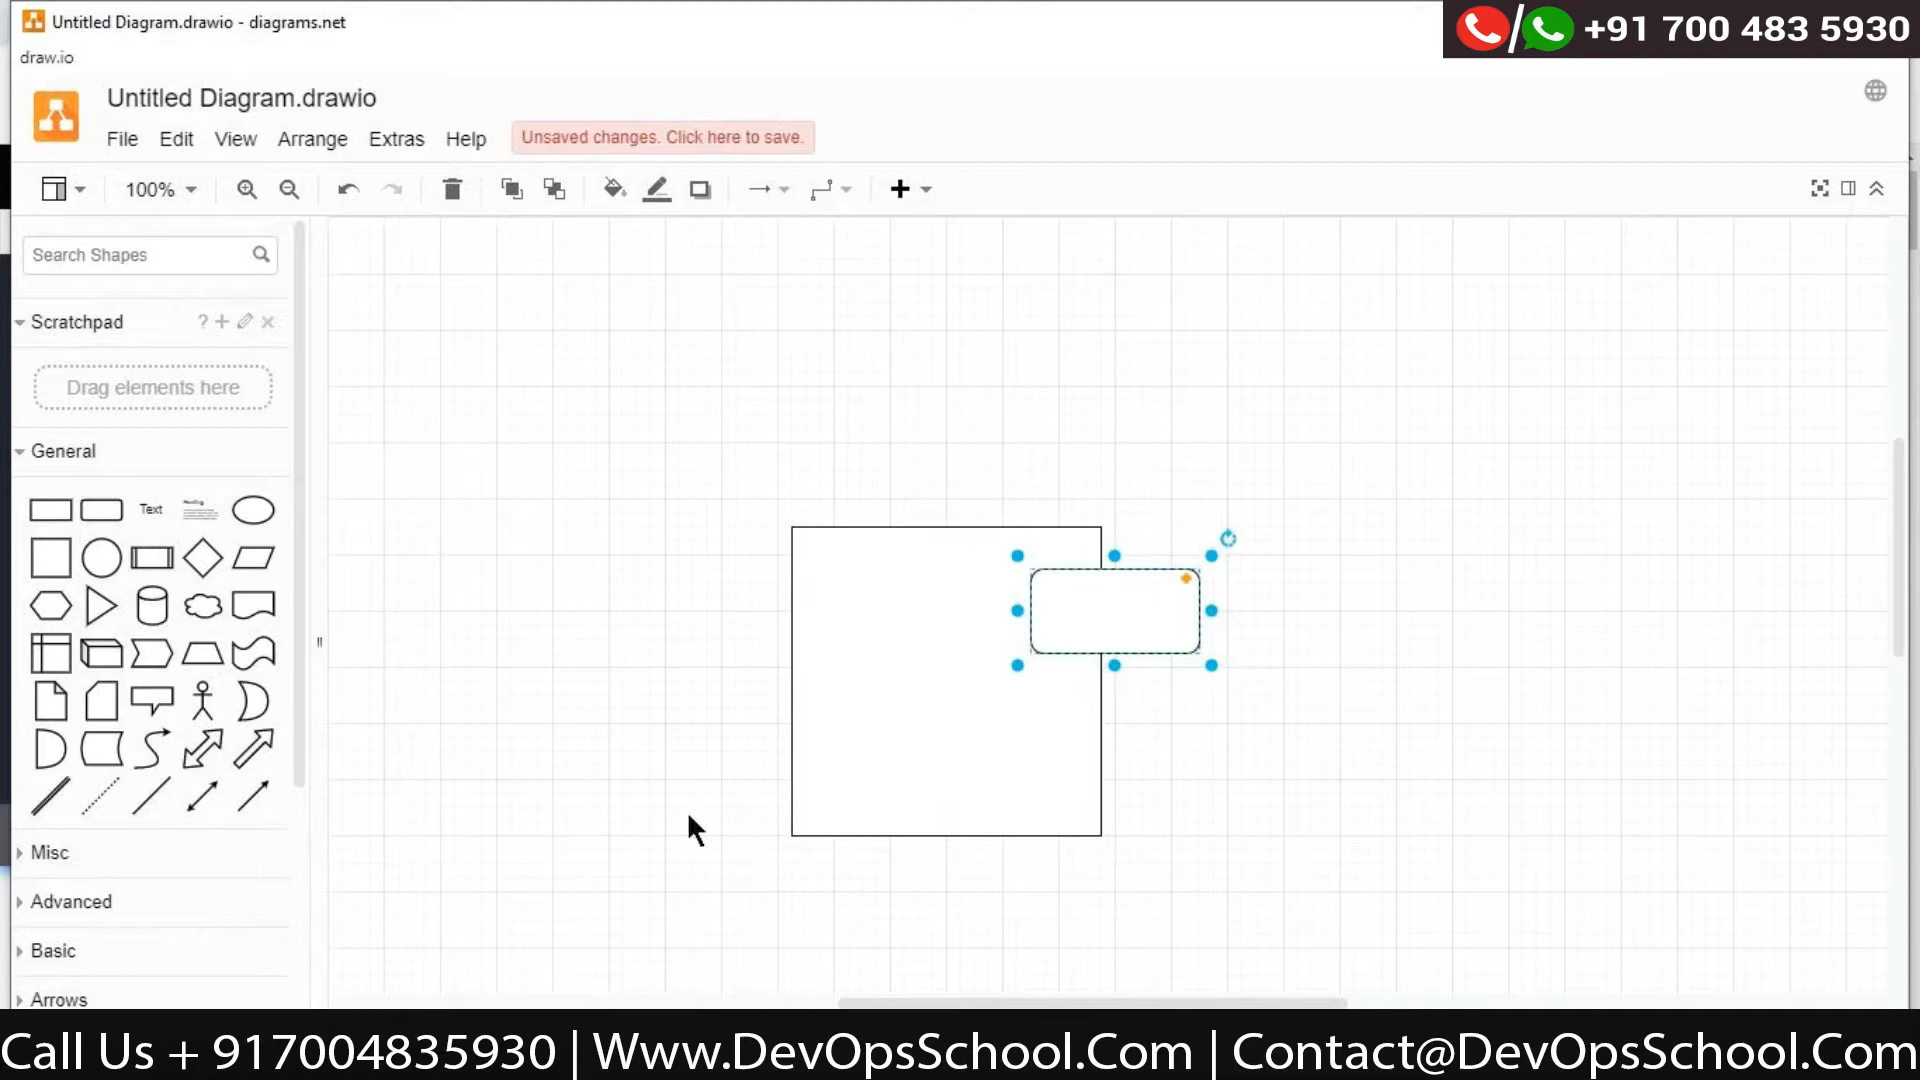 Untitled Diagram.drawio - diagrams.net
+91 700 483 5930
draw.io
Untitled Diagram.drawio
File Edit View Arrange Extras Help Unsaved changes. Click here to save.
100%
Search Shapes
Scratchpad ?
Drag elements here
General
Text
Heading
Misc
Advanced
Basic
Arrows
Call Us + 917004835930 | Www.DevOpsSchool.Com | Contact@DevOpsSchool.Com